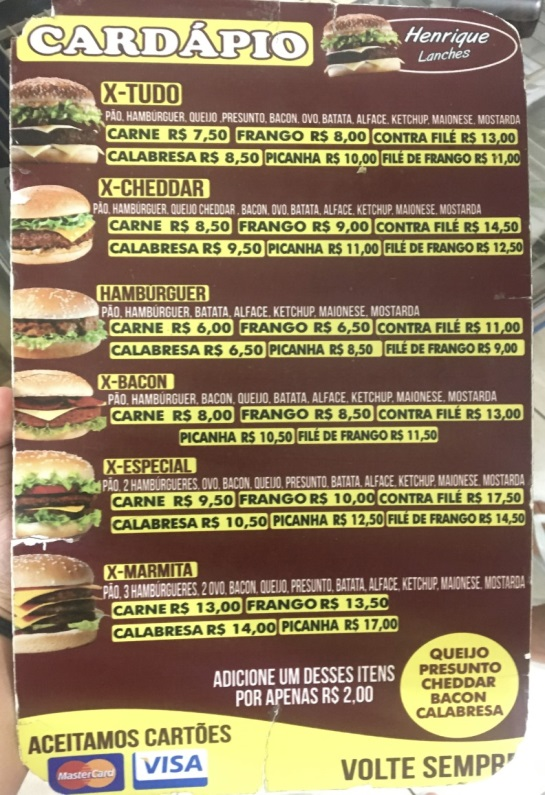 CARDÁPIO
Henrique
Lanches
X-TUDO
PÃO, HAMBÚRGUER, QUEIJO ,PRESUNTO, BACON, OVO, BATATA, ALFACE, KETCHUP, MAIONESE, MOSTARDA
CARNE R$ 7,50 FRANGO R$ 8,00 CONTRA FILÉ R$ 13,00
CALABRESA R$ 8,50 PICANHA R$ 10,00 FILÉ DE FRANGO R$ 11,00
X-CHEDDAR
PÃO, HAMBÚRGUER, QUEIJO CHEDDAR , BACON, OVO, BATATA, ALFACE, KETCHUP, MAIONESE, MOSTARDA
CARNE R$ 8,50 FRANGO R$ 9,00 CONTRA FILÉ R$ 14,50
CALABRESA R$ 9,50 PICANHA R$ 11,00 FILÉ DE FRANGO R$ 12,50
HAMBURGUER
PÃO, HAMBÚRGUER, BATATA, ALFACE, KETCHUP, MAIONESE, MOSTARDA
CARNE R$ 6,00 FRANGO R$ 6,50 CONTRA FILÉ R$ 11,00
CALABRESA R$ 6,50 PICANHA R$ 8,50 FILÉ DE FRANGO R$ 9,00
X-BACON
PÃO, HAMBÚRGUER, BACON, QUEIJO, BATATA, ALFACE, KETCHUP, MAIONESE, MOSTARDA
CARNE R$ 8,00 FRANGO R$ 8,50 CONTRA FILÉ R$ 13,00
PICANHA R$ 10,50 FILÉ DE FRANGO R$ 11,50
X-ESPECIAL
PÃO, 2 HAMBÚRGUERES, OVO, BACON, QUEIJO, PRESUNTO, BATATA, ALFACE, KETCHUP, MAIONESE, MOSTARDA
CARNE R$ 9,50 FRANGO R$ 10,00 CONTRA FILÉ R$ 17,50
CALABRESA R$ 10,50 PICANHA R$ 12,50 FILÉ DE FRANGO R$ 14,50
X-MARMITA
PÃO, 3 HAMBÚRGUERES, 2 OVO, BACON, QUEIJO, PRESUNTO, BATATA, ALFACE, KETCHUP, MAIONESE, MOSTARDA
CARNE R$ 13,00 FRANGO R$ 13,50
CALABRESA R$ 14,00 PICANHA R$ 17,00
ADICIONE UM DESSES ITENS
POR APENAS R$ 2,00
QUEIJO
PRESUNTO
CHEDDAR
BACON
CALABRESA
ACEITAMOS CARTÕES
MasterCard VISA
VOLTE SEMPR